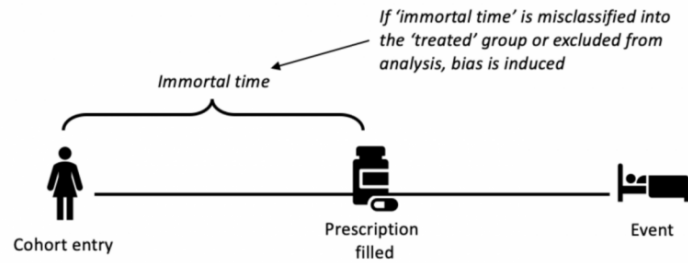 If ‘immortal time’ is misclassified into
the ‘treated’ group or excluded from
analysis, bias is induced
Immortal time
Cohort entry
Prescription
filled
Event